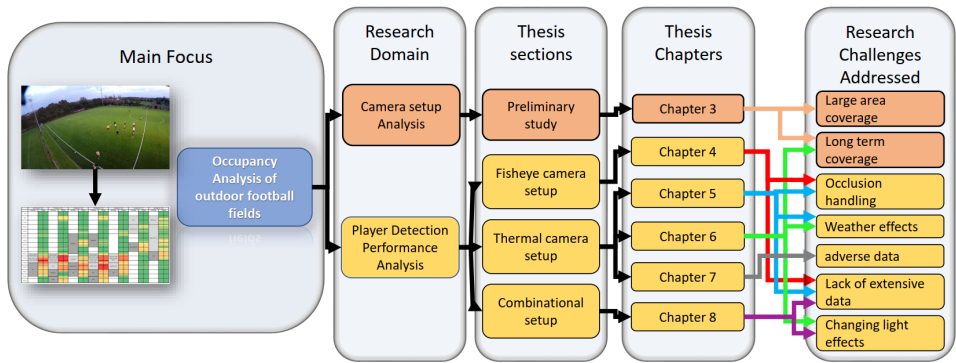 Main Focus
Occupancy
Analysis of
outdoor football
fields
Research
Domain
Camera setup
Analysis
Player Detection
Performance
Analysis
Thesis
sections
Preliminary
study
Fisheye camera
setup
Thermal camera
setup
Combinational
setup
Thesis
Chapters
Chapter 3
Chapter 4
Chapter 5
Chapter 6
Chapter 7
Chapter 8
Research
Challenges
Addressed
Large area
coverage
Long term
coverage
Occlusion
handling
Weather effects
adverse data
Lack of extensive
data
Changing light
effects